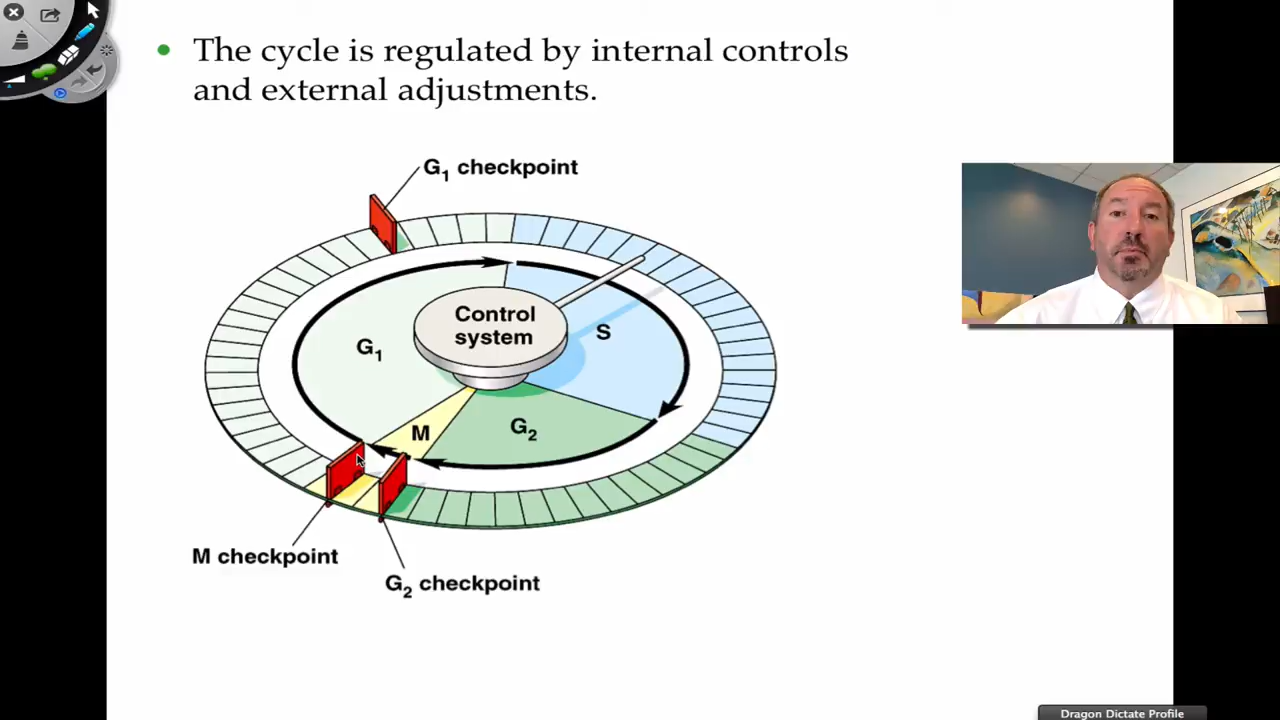 • The cycle is regulated by internal controls
and external adjustments.
G₁ checkpoint
Control
system
S
G₁
M
G₂
M checkpoint
G₂ checkpoint
Dragon Dictate Profile